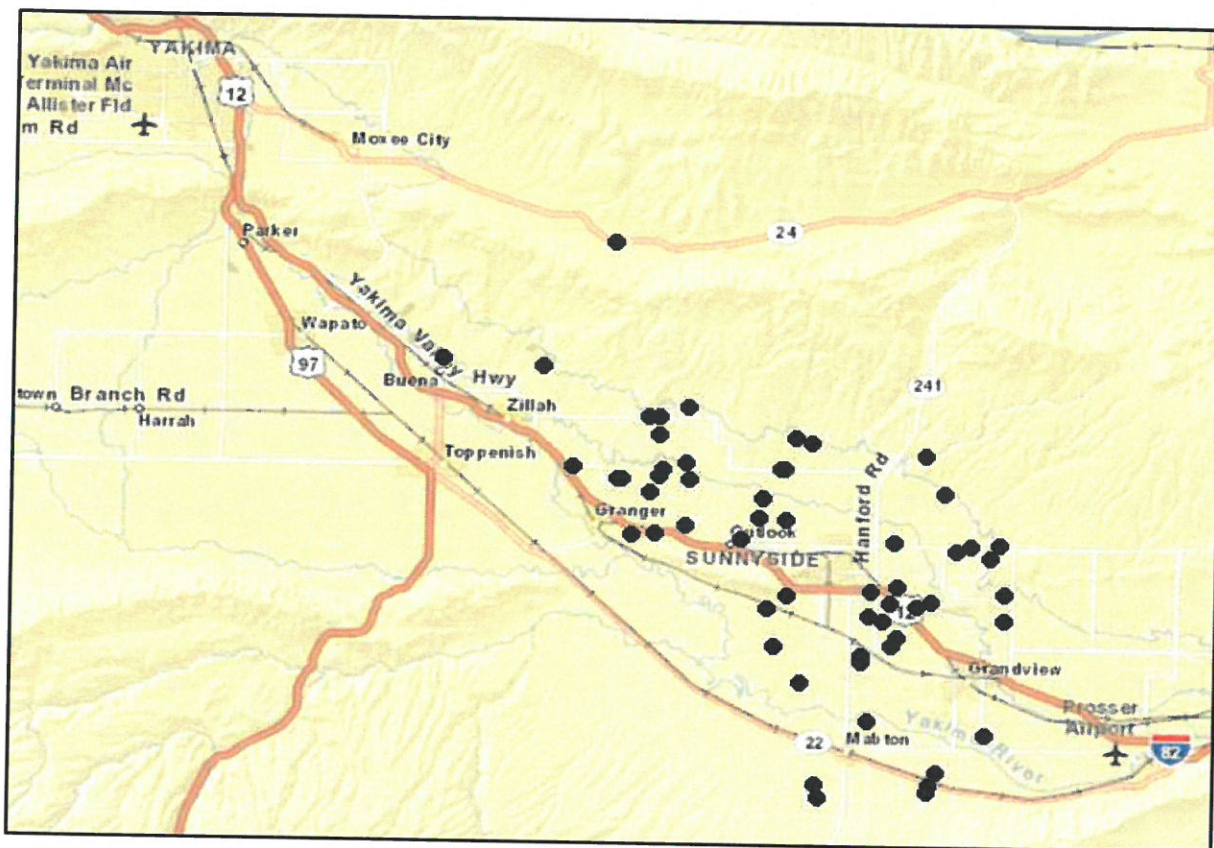 YAKIMA
Yakima Air
erminal Mc
Allister Fld
m Rd
12
Moxee City
Parker
24
Yakima Valley Hwy
Wapato
97
Buena
241
town Branch Rd
Zillah
Harrah
Toppenish
Hanford Rd
Granger
Outlook
SUNNYSIDE
12
Grandview
Prosser
Airport
Yakima River
22
Mabton
82